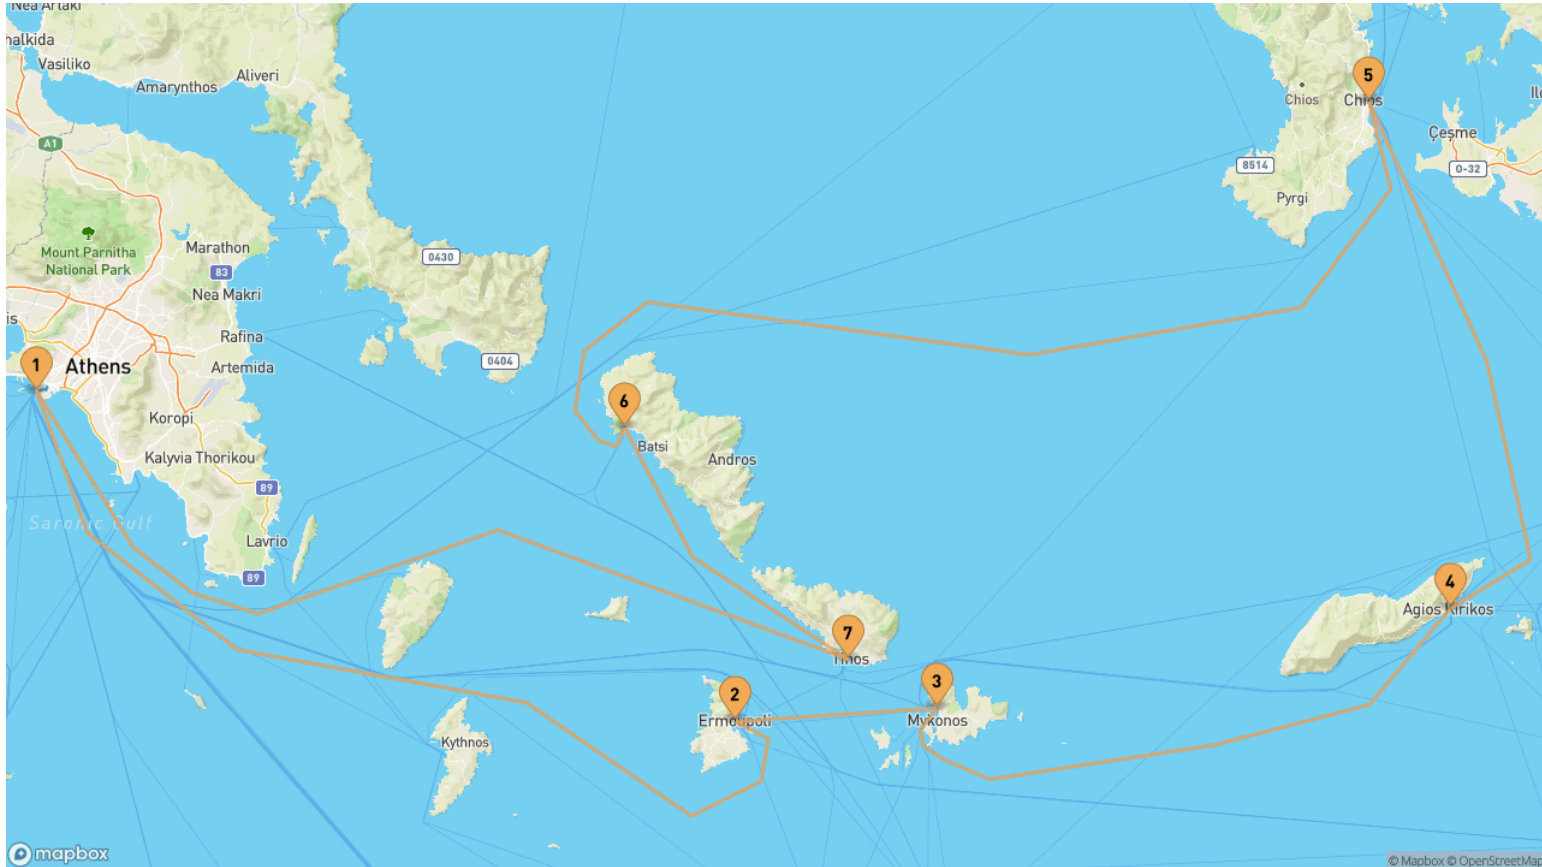 Nea Artaki
halkida
Vasiliko
Aliveri
Amarynthos
5
Chios
Chios
Çeşme
A1
8514
O-32
Pyrgi
Mount Parnitha
National Park
Marathon
0430
83
Nea Makri
is
Rafina
1
Athens
Artemida
0404
6
Koropi
Batsi
Andros
Kalyvia Thorikou
89
Saronic Gulf
Lavrio
89
4
Agios Kirikos
7
Tinos
3
Mykonos
2
Ermoupoli
Kythnos
mapbox
© Mapbox © OpenStreetMap